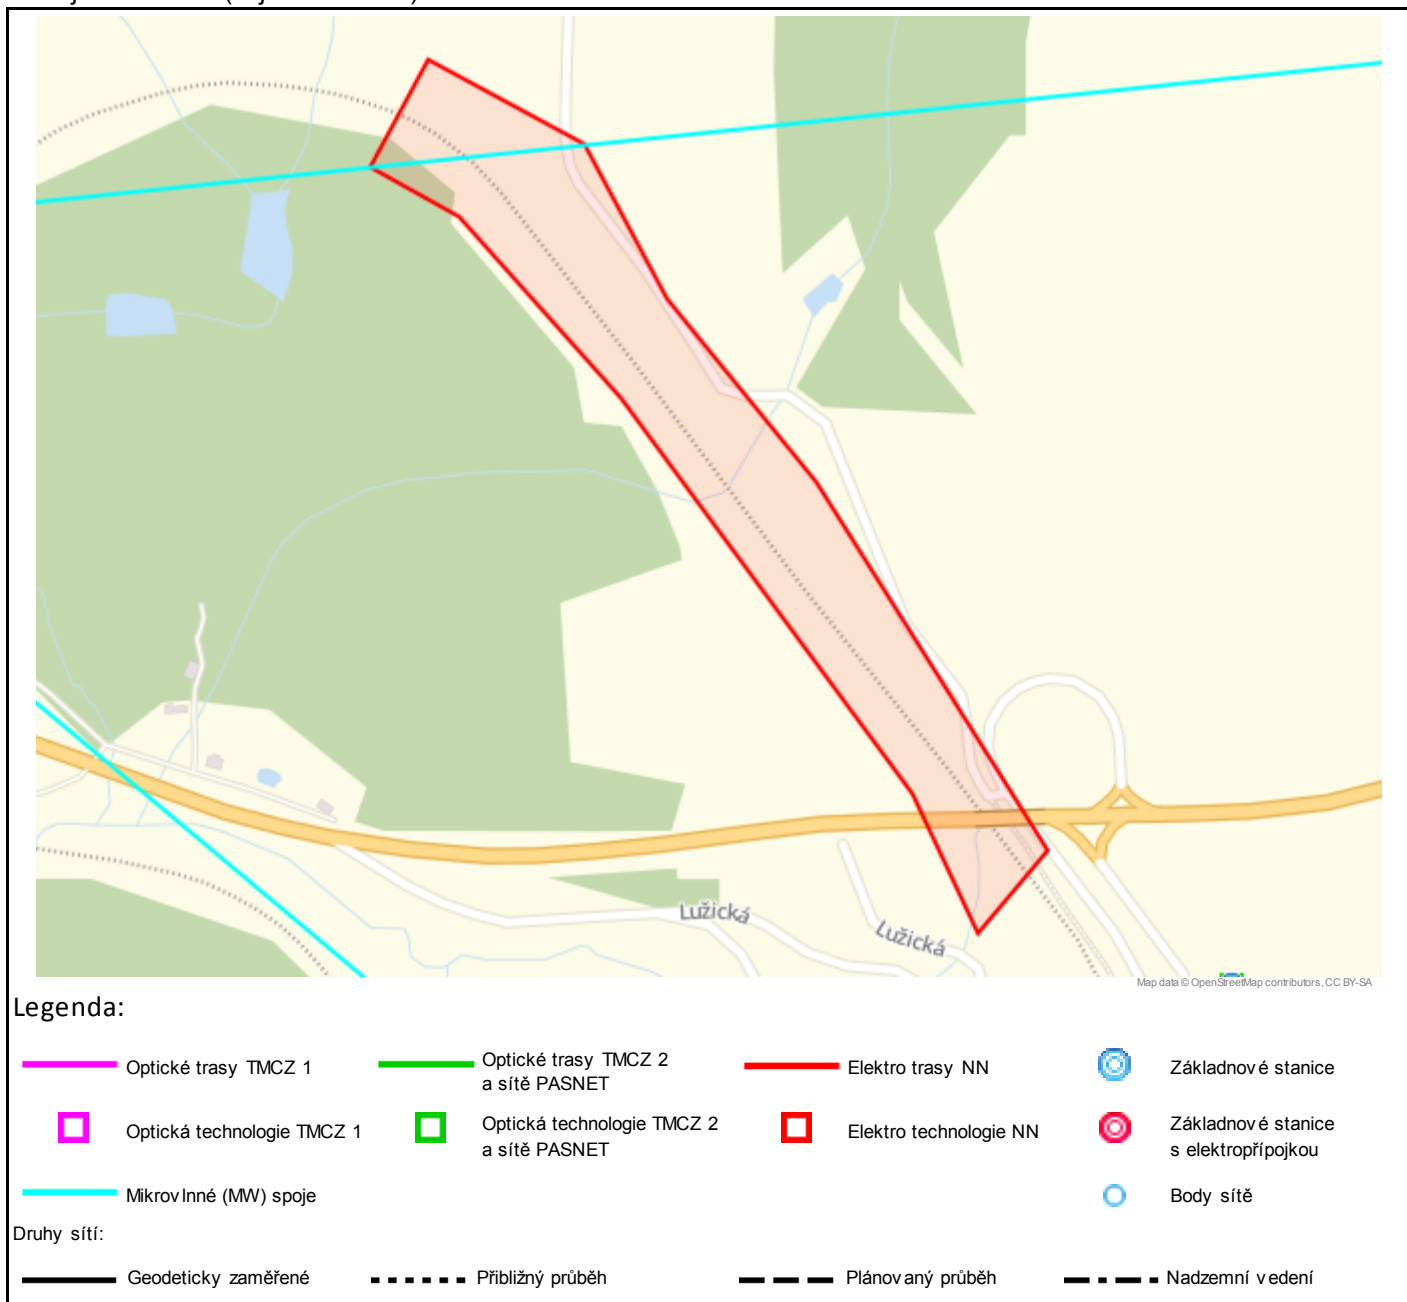 Lužická
Lužická
Map data © OpenStreetMap contributors, CC BY-SA
Legenda:
Optické trasy TMCZ 1
Optické trasy TMCZ 2
a sítě PASNET
Elektro trasy NN
Základnové stanice
Optická technologie TMCZ 1
Optická technologie TMCZ 2
a sítě PASNET
Elektro technologie NN
Základnové stanice
s elektropřípojkou
Mikrovlnné (MW) spoje
Body sítě
Druhy sítí:
Geodeticky zaměřené
Přibližný průběh
Plánovaný průběh
Nadzemní vedení